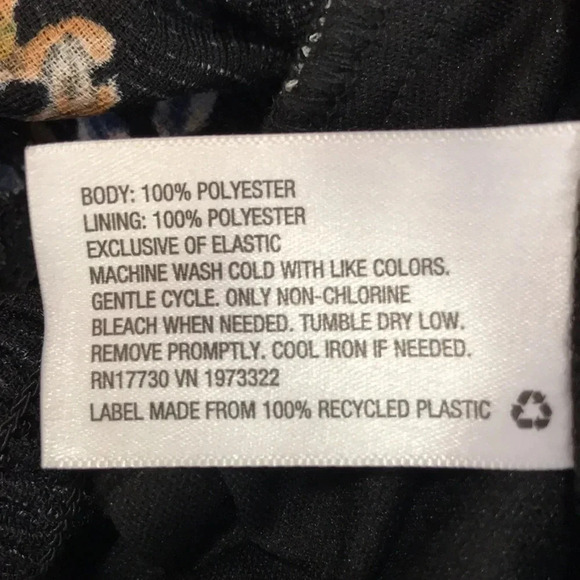 BODY: 100% POLYESTER
LINING: 100% POLYESTER
EXCLUSIVE OF ELASTIC
MACHINE WASH COLD WITH LIKE COLORS.
GENTLE CYCLE. ONLY NON-CHLORINE
BLEACH WHEN NEEDED. TUMBLE DRY LOW.
REMOVE PROMPTLY. COOL IRON IF NEEDED.
RN17730 VN 1973322
LABEL MADE FROM 100% RECYCLED PLASTIC